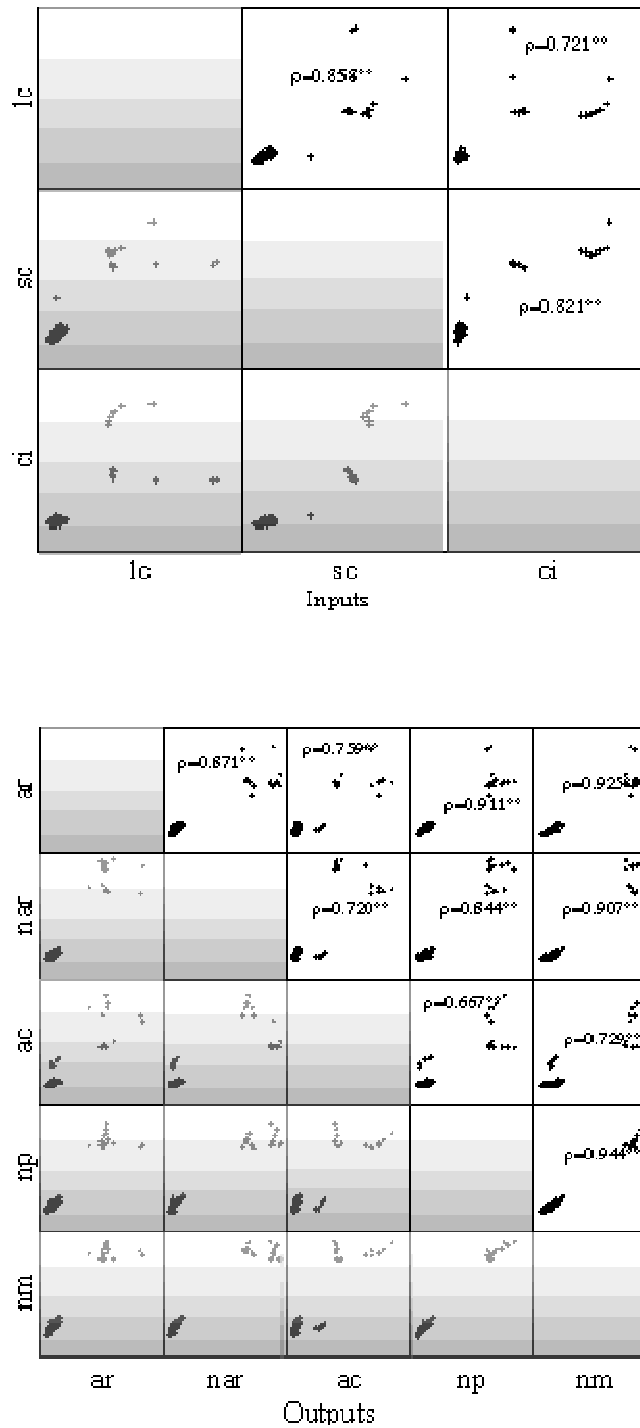 lc
ρ=0.858**
ρ=0.721**
sc
ρ=0.821**
ci
lc
sc
ci
Inputs
ar
ρ=0.871**
ρ=0.759**
ρ=0.911**
ρ=0.925
nar
ρ=0.720**
ρ=0.844**
ρ=0.907**
ac
ρ=0.667**
ρ=0.729**
np
ρ=0.944
nm
ar
nar
ac
np
nm
Outputs